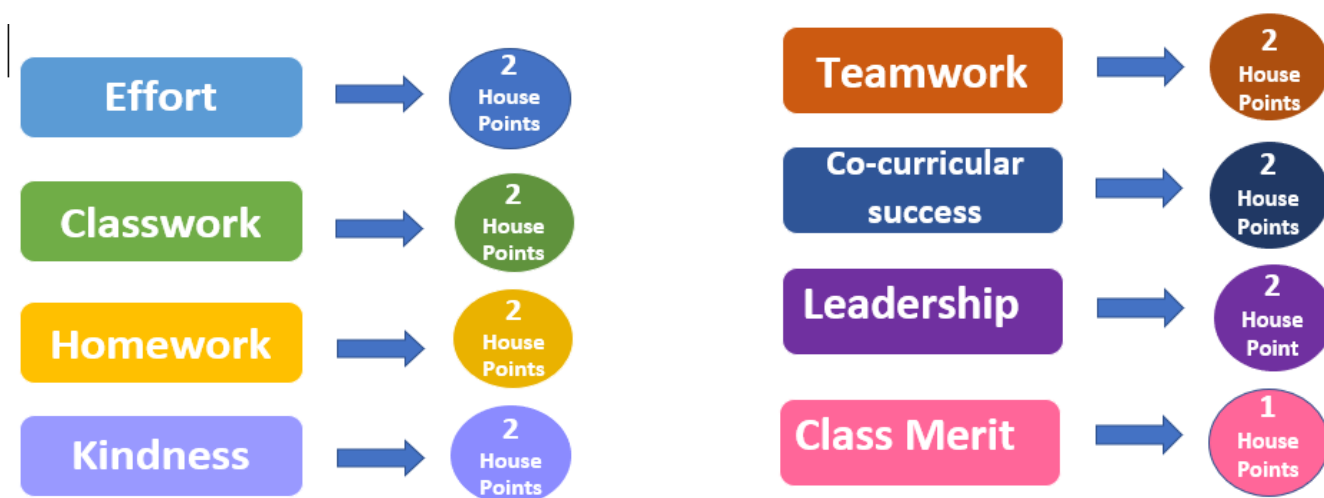 Effort
2
House
Points
Classwork
2
House
Points
Homework
2
House
Points
Kindness
2
House
Points
Teamwork
2
House
Points
Co-curricular
success
2
House
Points
Leadership
2
House
Point
Class Merit
1
House
Points